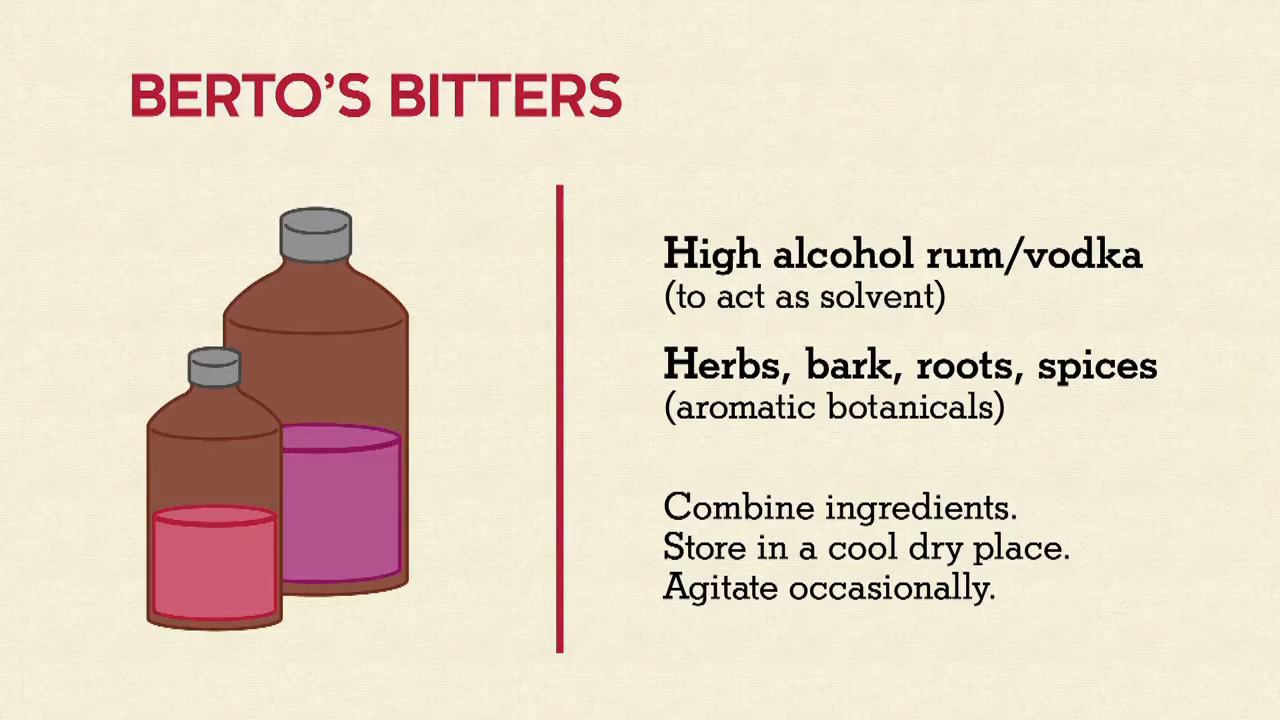 BERTO’S BITTERS
High alcohol rum/vodka
(to act as solvent)
Herbs, bark, roots, spices
(aromatic botanicals)
Combine ingredients.
Store in a cool dry place.
Agitate occasionally.